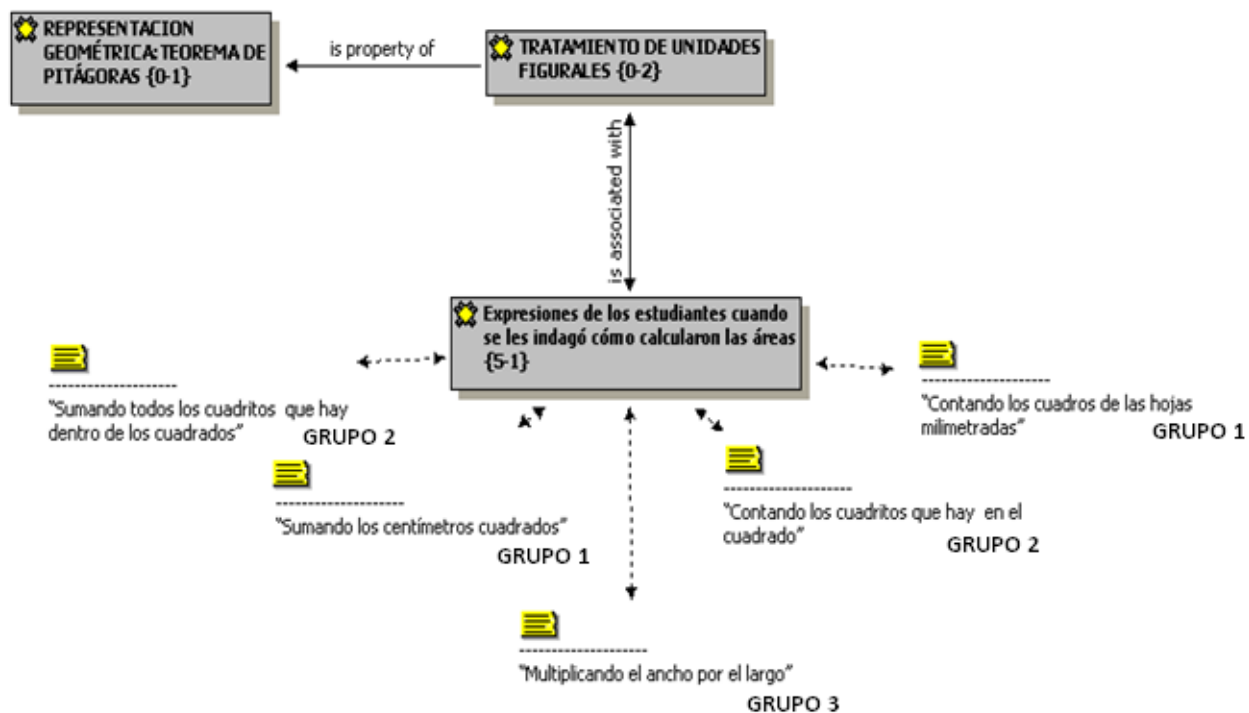 REPRESENTACION
GEOMÉTRICA: TEOREMA DE
PITÁGORAS {0-1}
is property of
TRATAMIENTO DE UNIDADES
FIGURALES {0-2}
is associated with
Expresiones de los estudiantes cuando
se les indagó cómo calcularon las áreas
{5-1}
"Sumando todos los cuadritos que hay
dentro de los cuadrados"
GRUPO 2
"Sumando los centímetros cuadrados"
GRUPO 1
"Multiplicando el ancho por el largo"
GRUPO 3
"Contando los cuadritos que hay en el
cuadrado"
GRUPO 2
"Contando los cuadros de las hojas
milimetradas"
GRUPO 1